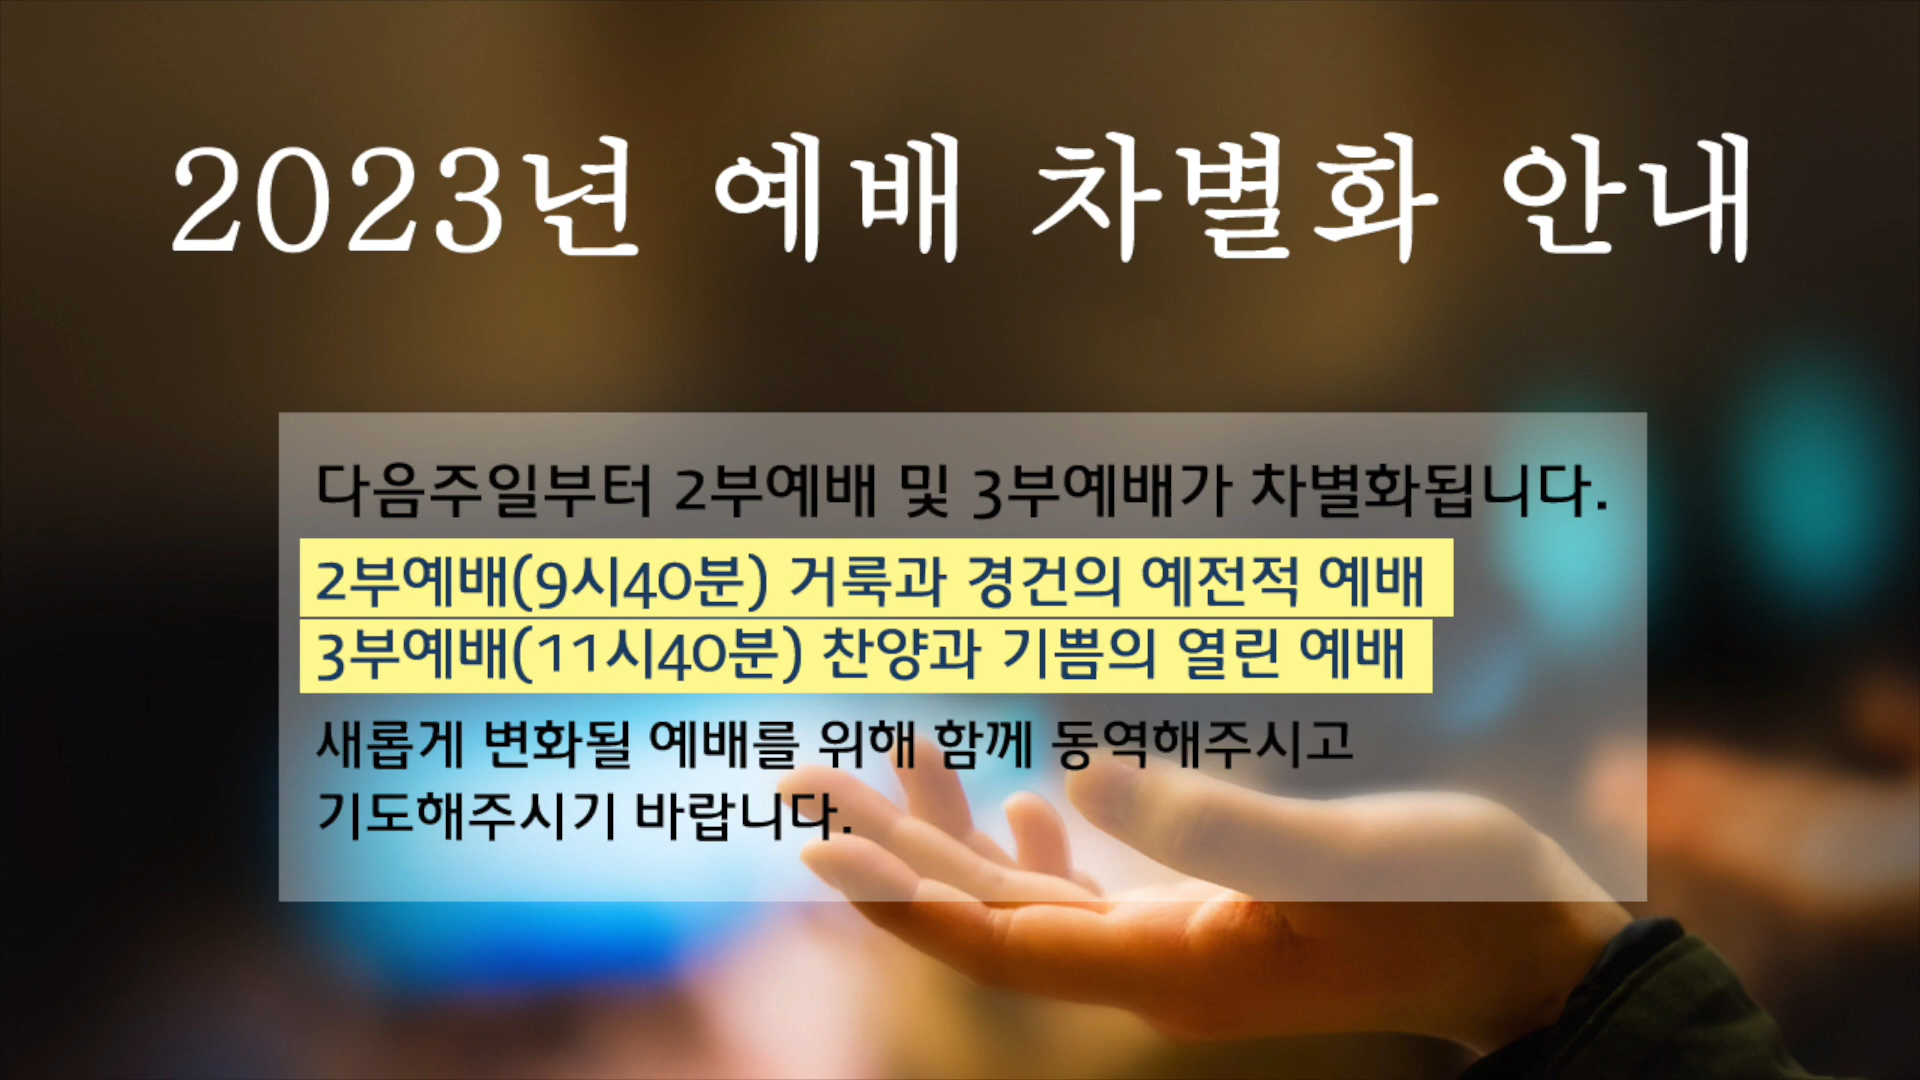 2023년 예배 차별화 안내
다음주일부터 2부예배 및 3부예배가 차별화됩니다.
2부예배(9시40분) 거룩과 경건의 예전적 예배
3부예배(11시40분) 찬양과 기쁨의 열린 예배
새롭게 변화될 예배를 위해 함께 동역해주시고
기도해주시기 바랍니다.